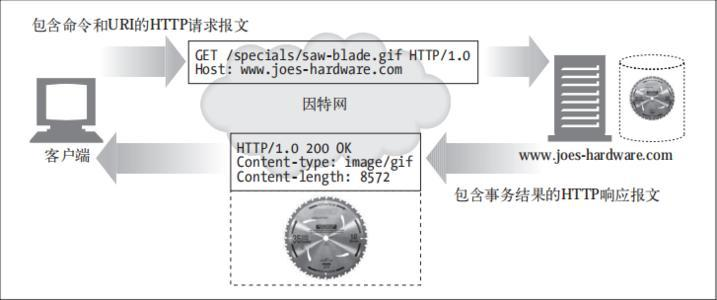 包含命令和URI的HTTP请求报文
GET /specials/saw-blade.gif HTTP/1.0
Host: www.joes-hardware.com
因特网
客户端
HTTP/1.0 200 OK
Content-type: image/gif
Content-length: 8572
www.joes-hardware.com
包含事务结果的HTTP响应报文